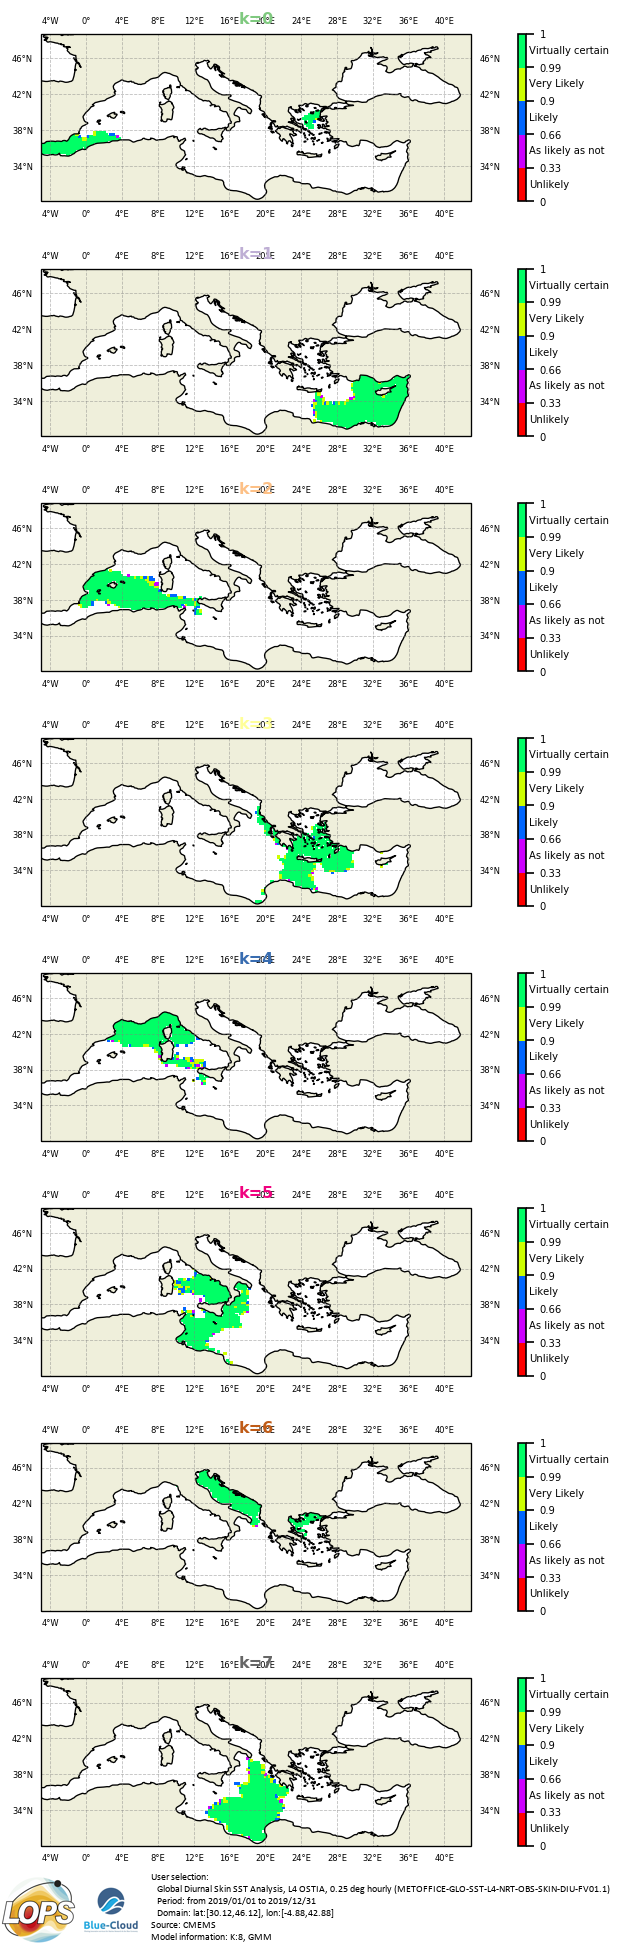 k=0
4°W 0° 4°E 8°E 12°E 16°E 20°E 24°E 28°E 32°E 36°E 40°E
1
Virtually certain
46°N 46°N
0.99
Very Likely
42°N 42°N 0.9
Likely
38°N 38°N 0.66
As likely as not
34°N 34°N 0.33
Unlikely
0
4°W 0° 4°E 8°E 12°E 16°E 20°E 24°E 28°E 32°E 36°E 40°E
k=1
4°W 0° 4°E 8°E 12°E 16°E 20°E 24°E 28°E 32°E 36°E 40°E
1
Virtually certain
46°N 46°N
0.99
Very Likely
42°N 42°N 0.9
Likely
38°N 38°N 0.66
As likely as not
34°N 34°N 0.33
Unlikely
0
4°W 0° 4°E 8°E 12°E 16°E 20°E 24°E 28°E 32°E 36°E 40°E
k=2
4°W 0° 4°E 8°E 12°E 16°E 20°E 24°E 28°E 32°E 36°E 40°E
1
Virtually certain
46°N 46°N
0.99
Very Likely
42°N 42°N 0.9
Likely
38°N 38°N 0.66
As likely as not
34°N 34°N 0.33
Unlikely
0
4°W 0° 4°E 8°E 12°E 16°E 20°E 24°E 28°E 32°E 36°E 40°E
k=3
4°W 0° 4°E 8°E 12°E 16°E 20°E 24°E 28°E 32°E 36°E 40°E
1
Virtually certain
46°N 46°N
0.99
Very Likely
42°N 42°N 0.9
Likely
38°N 38°N 0.66
As likely as not
34°N 34°N 0.33
Unlikely
0
4°W 0° 4°E 8°E 12°E 16°E 20°E 24°E 28°E 32°E 36°E 40°E
k=4
4°W 0° 4°E 8°E 12°E 16°E 20°E 24°E 28°E 32°E 36°E 40°E
1
Virtually certain
46°N 46°N
0.99
Very Likely
42°N 42°N 0.9
Likely
38°N 38°N 0.66
As likely as not
34°N 34°N 0.33
Unlikely
0
4°W 0° 4°E 8°E 12°E 16°E 20°E 24°E 28°E 32°E 36°E 40°E
k=5
4°W 0° 4°E 8°E 12°E 16°E 20°E 24°E 28°E 32°E 36°E 40°E
1
Virtually certain
46°N 46°N
0.99
Very Likely
42°N 42°N 0.9
Likely
38°N 38°N 0.66
As likely as not
34°N 34°N 0.33
Unlikely
0
4°W 0° 4°E 8°E 12°E 16°E 20°E 24°E 28°E 32°E 36°E 40°E
k=6
4°W 0° 4°E 8°E 12°E 16°E 20°E 24°E 28°E 32°E 36°E 40°E
1
Virtually certain
46°N 46°N
0.99
Very Likely
42°N 42°N 0.9
Likely
38°N 38°N 0.66
As likely as not
34°N 34°N 0.33
Unlikely
0
4°W 0° 4°E 8°E 12°E 16°E 20°E 24°E 28°E 32°E 36°E 40°E
k=7
4°W 0° 4°E 8°E 12°E 16°E 20°E 24°E 28°E 32°E 36°E 40°E
1
Virtually certain
46°N 46°N
0.99
Very Likely
42°N 42°N 0.9
Likely
38°N 38°N 0.66
As likely as not
34°N 34°N 0.33
Unlikely
0
4°W 0° 4°E 8°E 12°E 16°E 20°E 24°E 28°E 32°E 36°E 40°E
LOPS
Blue-Cloud
User selection:
Global Diurnal Skin SST Analysis, L4 OSTIA, 0.25 deg hourly (METOFFICE-GLO-SST-L4-NRT-OBS-SKIN-DIU-FV01.1)
Period: from 2019/01/01 to 2019/12/31
Domain: lat:[30.12,46.12], lon:[-4.88,42.88]
Source: CMEMS
Model information: K:8, GMM